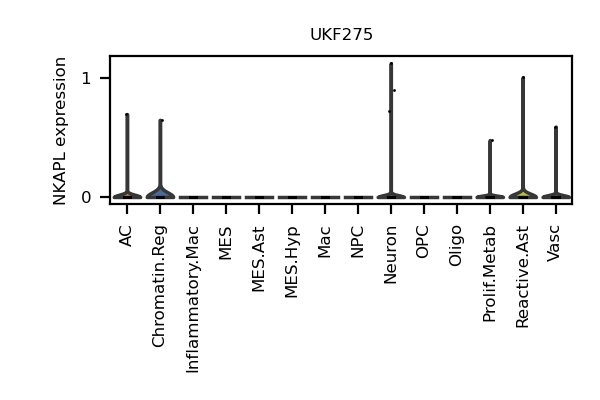 UKF275
NKAPL expression
1
0
AC
Chromatin.Reg
Inflammatory.Mac
MES
MES.Ast
MES.Hyp
Mac
NPC
Neuron
OPC
Oligo
Prolif.Metab
Reactive.Ast
Vasc